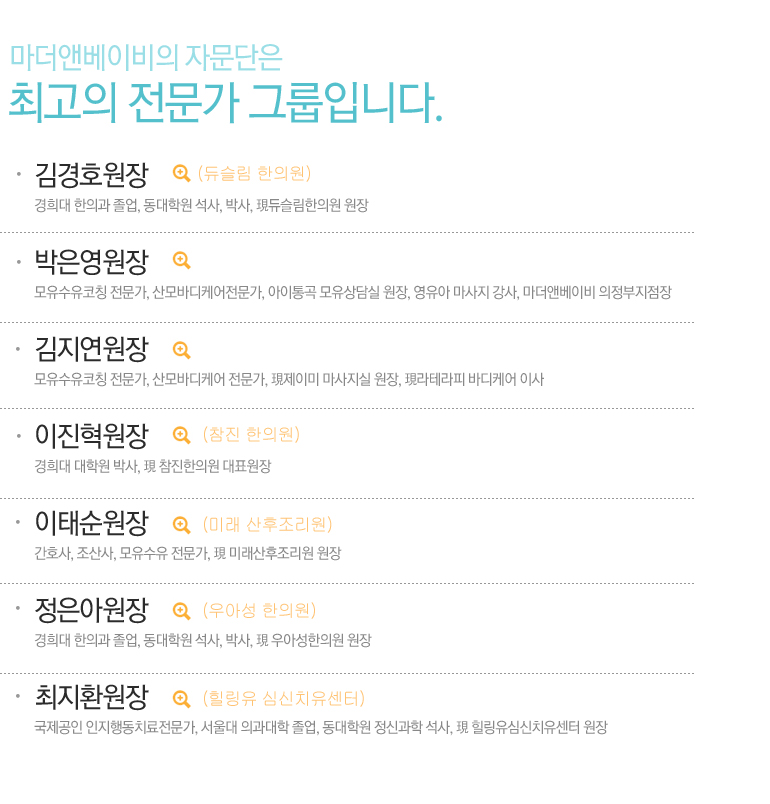 마더앤베이비의 자문단은
최고의 전문가 그룹입니다.
김경호원장 (듀슬림 한의원)
경희대 한의과 졸업, 동대학원 석사, 박사, 現듀슬림한의원 원장
박은영원장
모유수유코칭 전문가, 산모바디케어전문가, 아이통곡 모유상담실 원장, 영유아 마사지 강사, 마더앤베이비 의정부지점장
김지연원장
모유수유코칭 전문가, 산모바디케어 전문가, 現제이미 마사지실 원장, 現라테라피 바디케어 이사
이진혁원장 (참진 한의원)
경희대 대학원 박사, 現 참진한의원 대표원장
이태순원장 (미래 산후조리원)
간호사, 조산사, 모유수유 전문가, 現 미래산후조리원 원장
정은아원장 (우아성 한의원)
경희대 한의과 졸업, 동대학원 석사, 박사, 現 우아성한의원 원장
최지환원장 (힐링유 심신치유센터)
국제공인 인지행동치료전문가, 서울대 의과대학 졸업, 동대학원 정신과학 석사, 現 힐링유심신치유센터 원장